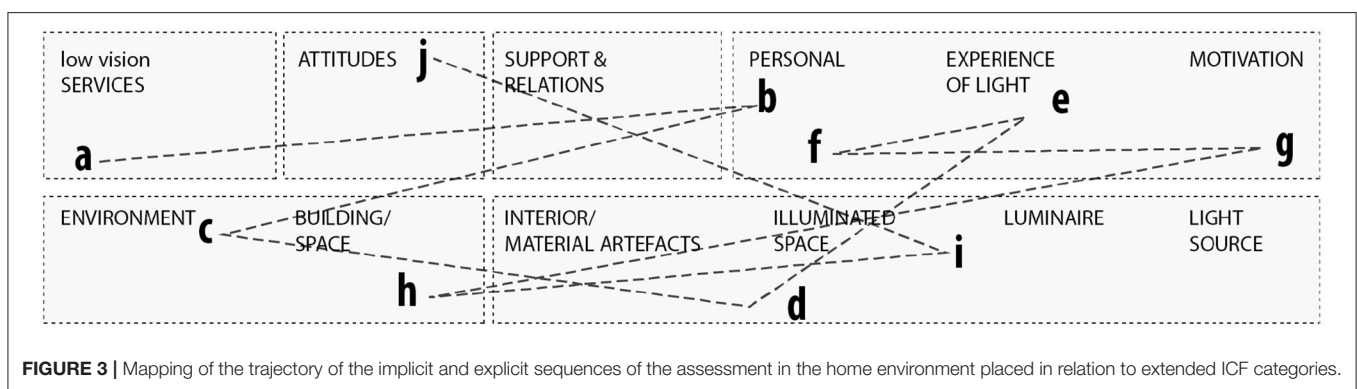 low vision
SERVICES
ATTITUDES
j
SUPPORT &
RELATIONS
PERSONAL
EXPERIENCE
OF LIGHT
MOTIVATION
b
e
a
f
g
ENVIRONMENT
c
BUILDING/
SPACE
INTERIOR/
MATERIAL ARTEFACTS
ILLUMINATED
SPACE
LUMINAIRE
LIGHT
SOURCE
i
h
d
FIGURE 3 | Mapping of the trajectory of the implicit and explicit sequences of the assessment in the home environment placed in relation to extended ICF categories.